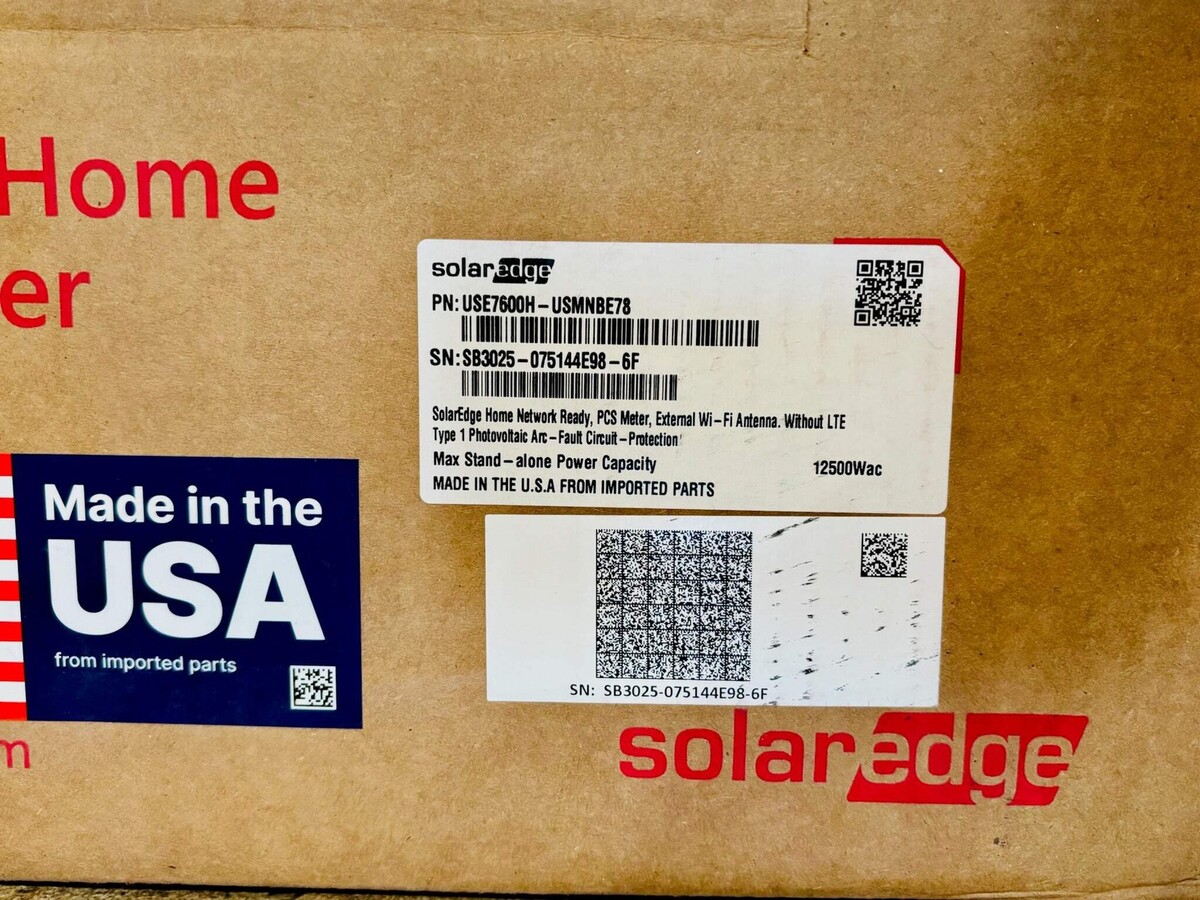 Home
er
solaredge
PN: USE7600H-USMNBE78
SN: SB3025-075144E98-6F
SolarEdge Home Network Ready, PCS Meter, External Wi-Fi Antenna. Without LTE
Type 1 Photovoltaic Arc-Fault Circuit-Protection
Max Stand-alone Power Capacity 12500Wac
MADE IN THE U.S.A FROM IMPORTED PARTS
Made in the
USA
from imported parts
SN: SB3025-075144E98-6F
m
solaredge